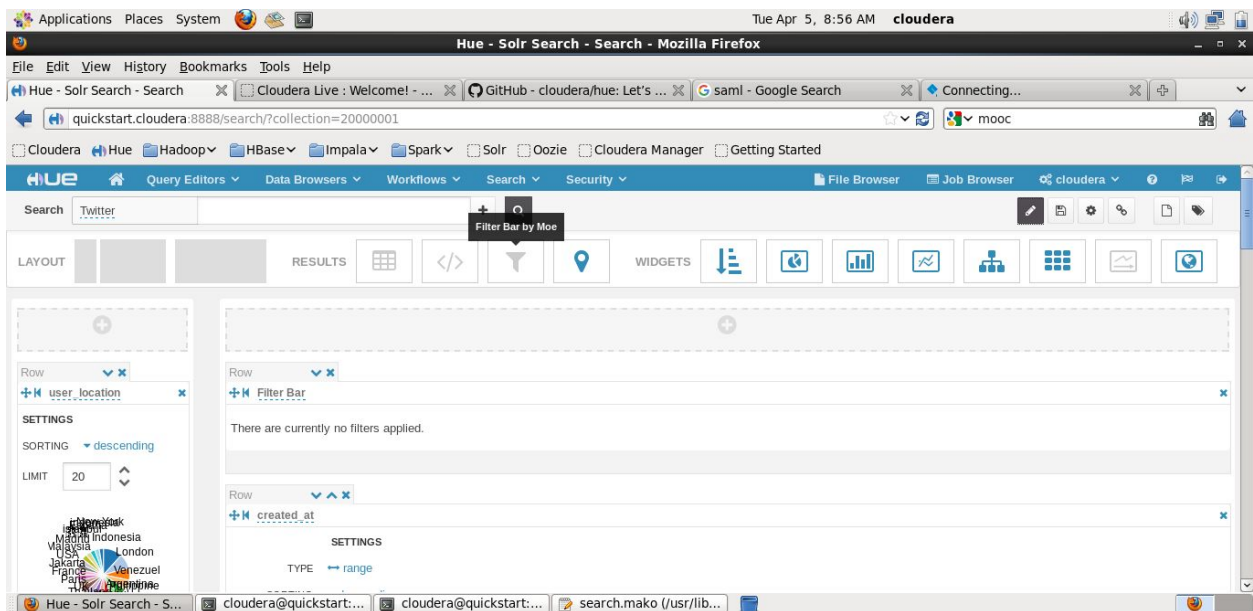 Applications Places System Tue Apr 5, 8:56 AM cloudera
Hue - Solr Search - Search - Mozilla Firefox
File Edit View History Bookmarks Tools Help
Hue - Solr Search - Search Cloudera Live : Welcome! - ... GitHub - cloudera/hue: Let's ... G saml - Google Search Connecting...
quickstart.cloudera:8888/search/?collection=20000001 mooc
Cloudera Hue Hadoop HBase Impala Spark Solr Oozie Cloudera Manager Getting Started
HUE Query Editors Data Browsers Workflows Search Security File Browser Job Browser cloudera
Search Twitter
Filter Bar by Moe
LAYOUT RESULTS WIDGETS
Row Row
user_location Filter Bar
SETTINGS
There are currently no filters applied.
SORTING descending
LIMIT 20
Row
created_at
SETTINGS
TYPE range
New York
Indonesia
Madrid
London
Malaysia
USA
Jakarta
France
Venezuel
Paris
Argentina
Hue - Solr Search - S... cloudera@quickstart:... cloudera@quickstart:... search.mako (/usr/lib...